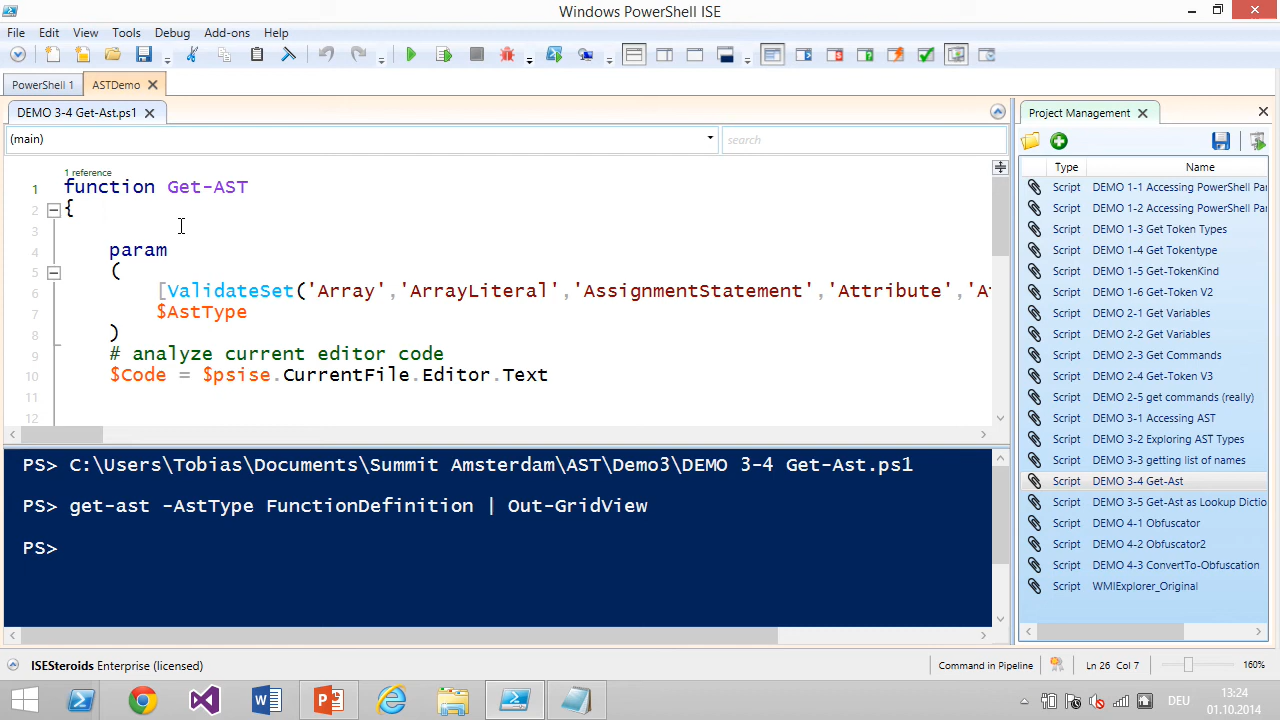 Windows PowerShell ISE
File Edit View Tools Debug Add-ons Help
PowerShell 1 ASTDemo
DEMO 3-4 Get-Ast.ps1
(main) search
1 reference
1 function Get-AST
2 {
3
4 param
5 (
6 [ValidateSet('Array','ArrayLiteral','AssignmentStatement','Attribute','A
7 $AstType
8 )
9 # analyze current editor code
10 $Code = $psise.CurrentFile.Editor.Text
11
12
PS> C:\Users\Tobias\Documents\Summit Amsterdam\AST\Demo3\DEMO 3-4 Get-Ast.ps1
PS> get-ast -AstType FunctionDefinition | Out-GridView
PS>
Project Management
Type Name
Script DEMO 1-1 Accessing PowerShell Pa
Script DEMO 1-2 Accessing PowerShell Pa
Script DEMO 1-3 Get Token Types
Script DEMO 1-4 Get Tokentype
Script DEMO 1-5 Get-TokenKind
Script DEMO 1-6 Get-Token V2
Script DEMO 2-1 Get Variables
Script DEMO 2-2 Get Variables
Script DEMO 2-3 Get Commands
Script DEMO 2-4 Get-Token V3
Script DEMO 2-5 get commands (really)
Script DEMO 3-1 Accessing AST
Script DEMO 3-2 Exploring AST Types
Script DEMO 3-3 getting list of names
Script DEMO 3-4 Get-Ast
Script DEMO 3-5 Get-Ast as Lookup Dictio
Script DEMO 4-1 Obfuscator
Script DEMO 4-2 Obfuscator2
Script DEMO 4-3 ConvertTo-Obfuscation
Script WMIExplorer_Original
ISESteroids Enterprise (licensed) Command in Pipeline Ln 26 Col 7 160%
DEU 13:24
01.10.2014